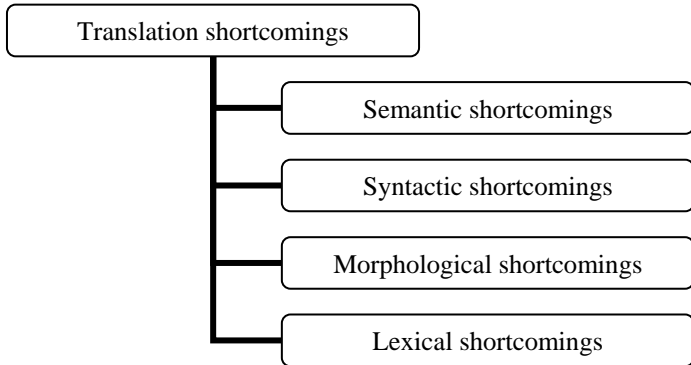 Translation shortcomings
Semantic shortcomings
Syntactic shortcomings
Morphological shortcomings
Lexical shortcomings